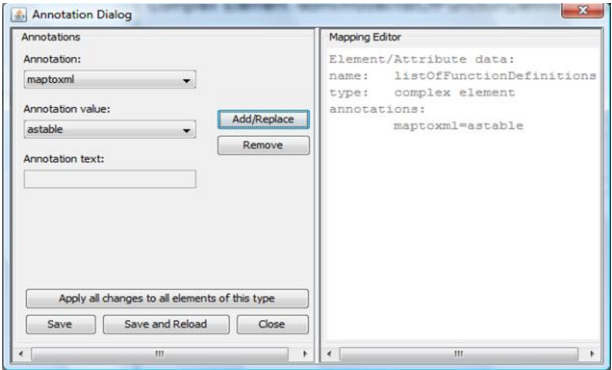 Annotation Dialog
Annotations
Annotation:
maptoxml
Annotation value:
astable
Add/Replace
Remove
Annotation text:
Apply all changes to all elements of this type
Save
Save and Reload
Close
Mapping Editor
Element/Attribute data:
name: listOfFunctionDefinitions
type: complex element
annotations:
maptoxml=astable